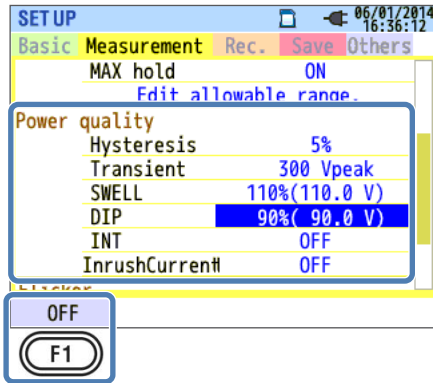 SET UP 06/01/2014
16:36:12
Basic Measurement Rec. Save Others
MAX hold ON
Edit allowable range.
Power quality
Hysteresis 5%
Transient 300 Vpeak
SWELL 110%(110.0 V)
DIP 90%( 90.0 V)
INT OFF
InrushCurrent OFF
Flicker
OFF
F1